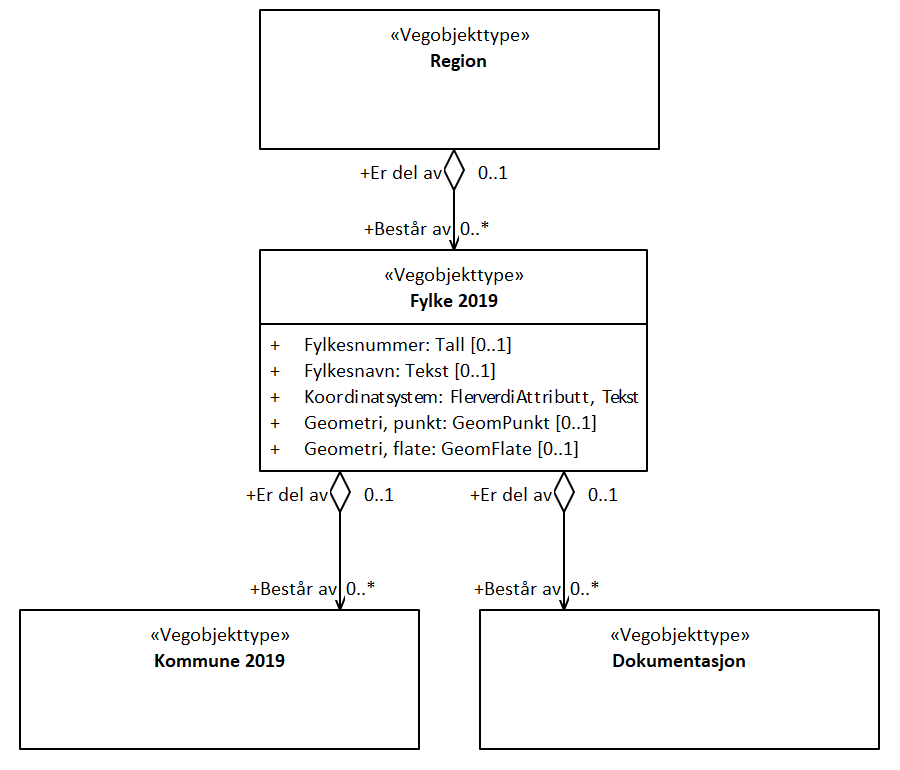 «Vegobjekttype»
Region
+Er del av 0..1
+Består av 0..*
«Vegobjekttype»
Fylke 2019
+ Fylkesnummer: Tall [0..1]
+ Fylkesnavn: Tekst [0..1]
+ Koordinatsystem: FlerverdiAttributt, Tekst
+ Geometri, punkt: GeomPunkt [0..1]
+ Geometri, flate: GeomFlate [0..1]
+Er del av 0..1
+Er del av 0..1
+Består av 0..*
+Består av 0..*
«Vegobjekttype»
Kommune 2019
«Vegobjekttype»
Dokumentasjon